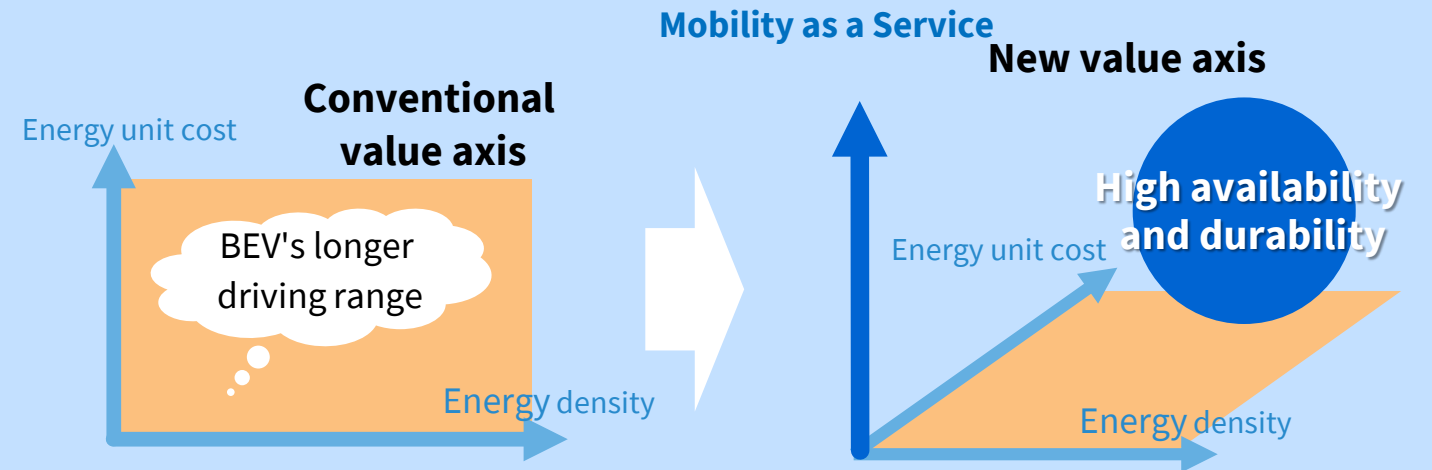 Mobility as a Service
Conventional
value axis
Energy unit cost
BEV's longer
driving range
Energy density
New value axis
High availability
and durability
Energy unit cost
Energy density